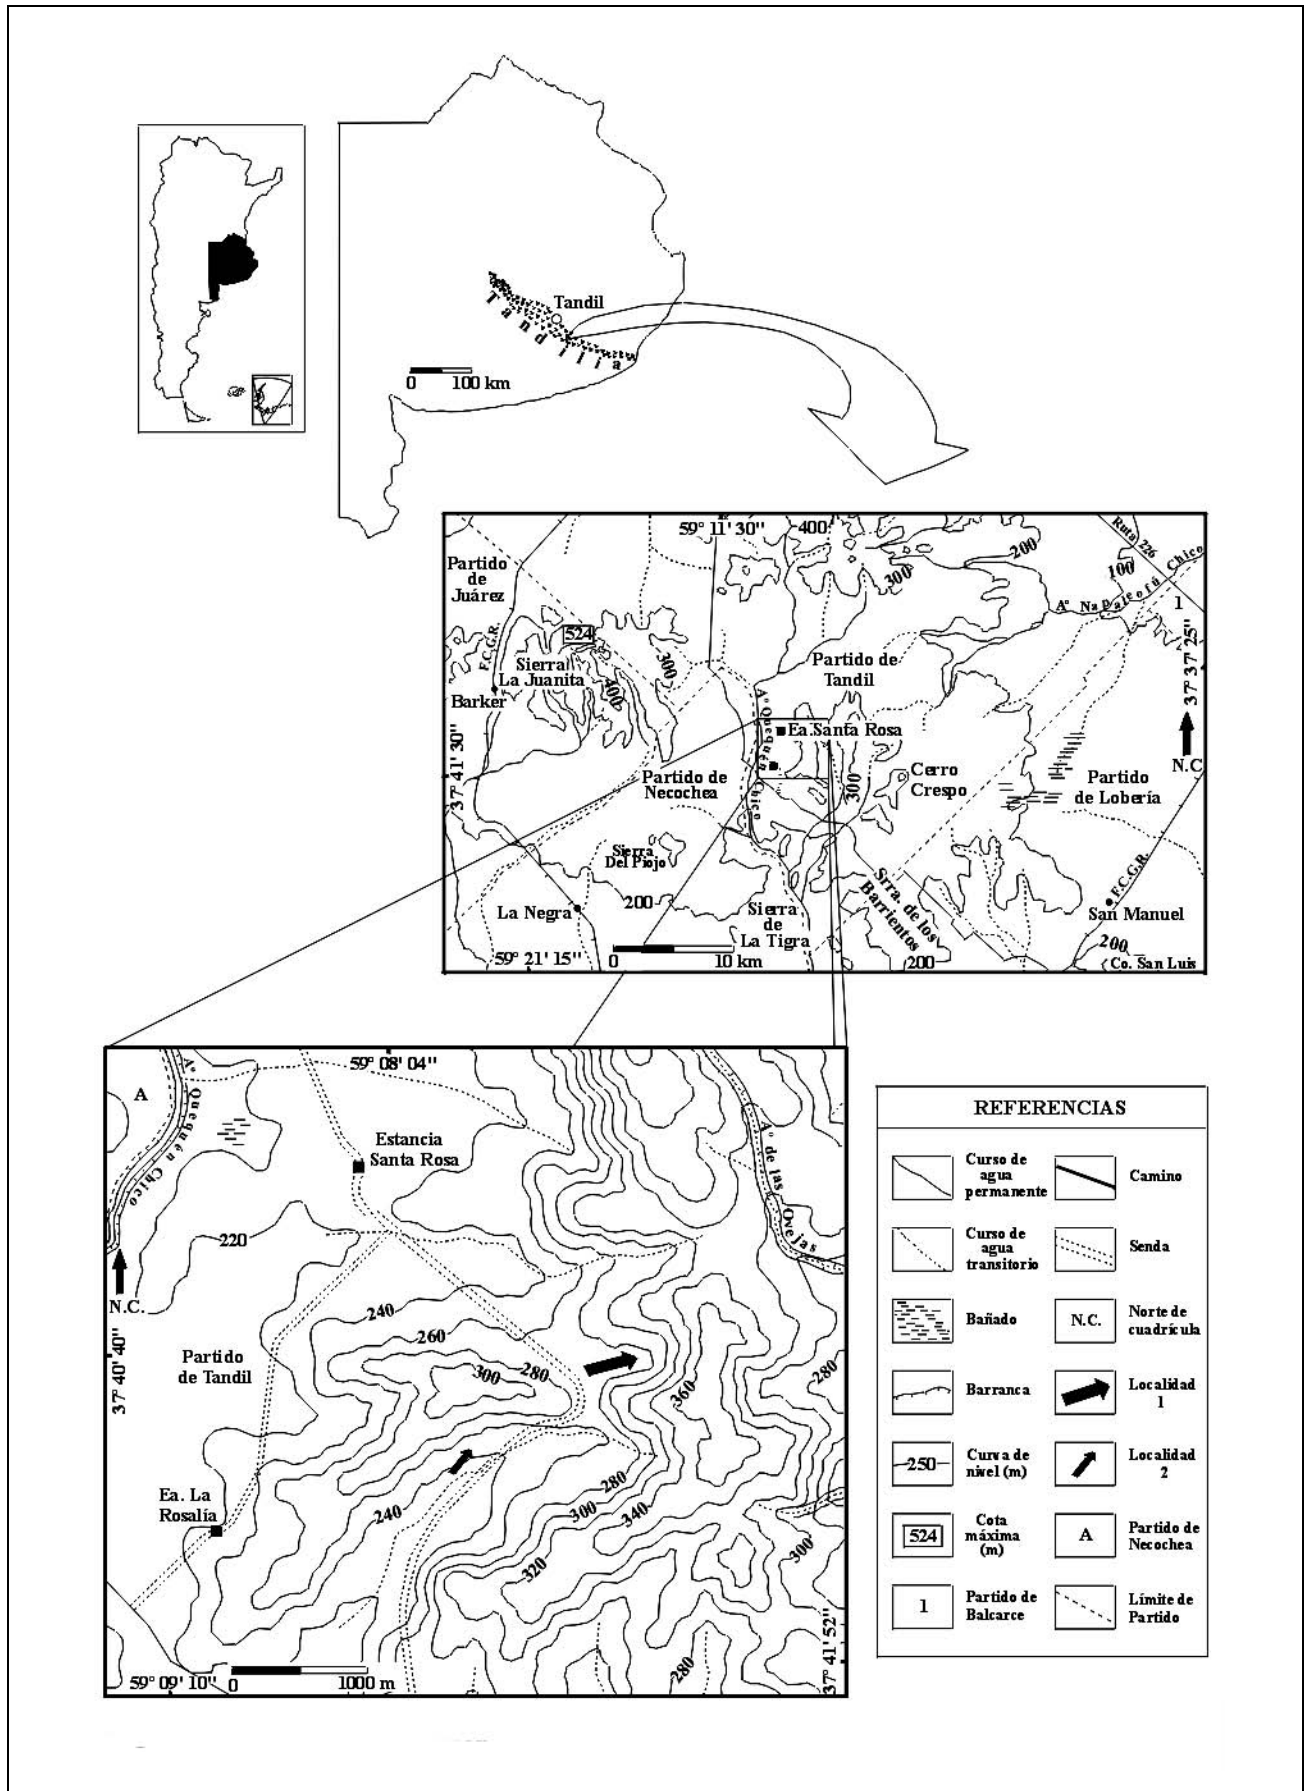 Tandil
Tandilia
0 100 km
59° 11' 30"
400
Ruta 226
200
100
300
A° Napaleofú Chico
1
Partido
de
Juárez
F.C.G.R.
524
Sierra
La Juanita
300
400
Barker
Partido de
Tandil
37° 37' 25"
N.C.
A° Quequén Chico
Ea. Santa Rosa
37° 41' 30"
Partido de
Necochea
300
Cerro
Crespo
Partido
de Lobería
Sierra
Del Piojo
La Negra
200
Sierra
de
La Tigra
Srra. de los
Barrientos
F.C.G.R.
San Manuel
200
200
Co. San Luis
59° 21' 15"
0 10 km
59° 08' 04"
A
A° Quequén Chico
Estancia
Santa Rosa
A° de las Ovejas
220
N.C.
240
260
280
300
37° 40' 40"
Partido
de Tandil
360
280
Ea. La
Rosalía
240
280
300
340
320
300
280
37° 41' 52"
59° 09' 10"
0 1000 m
REFERENCIAS
Curso de
agua
permanente
Camino
Curso de
agua
transitorio
Senda
Bañado
N.C.
Norte de
cuadrícula
Barranca
Localidad
1
250
Curva de
nivel (m)
Localidad
2
524
Cota
máxima
(m)
A
Partido de
Necochea
1
Partido de
Balcarce
Límite de
Partido